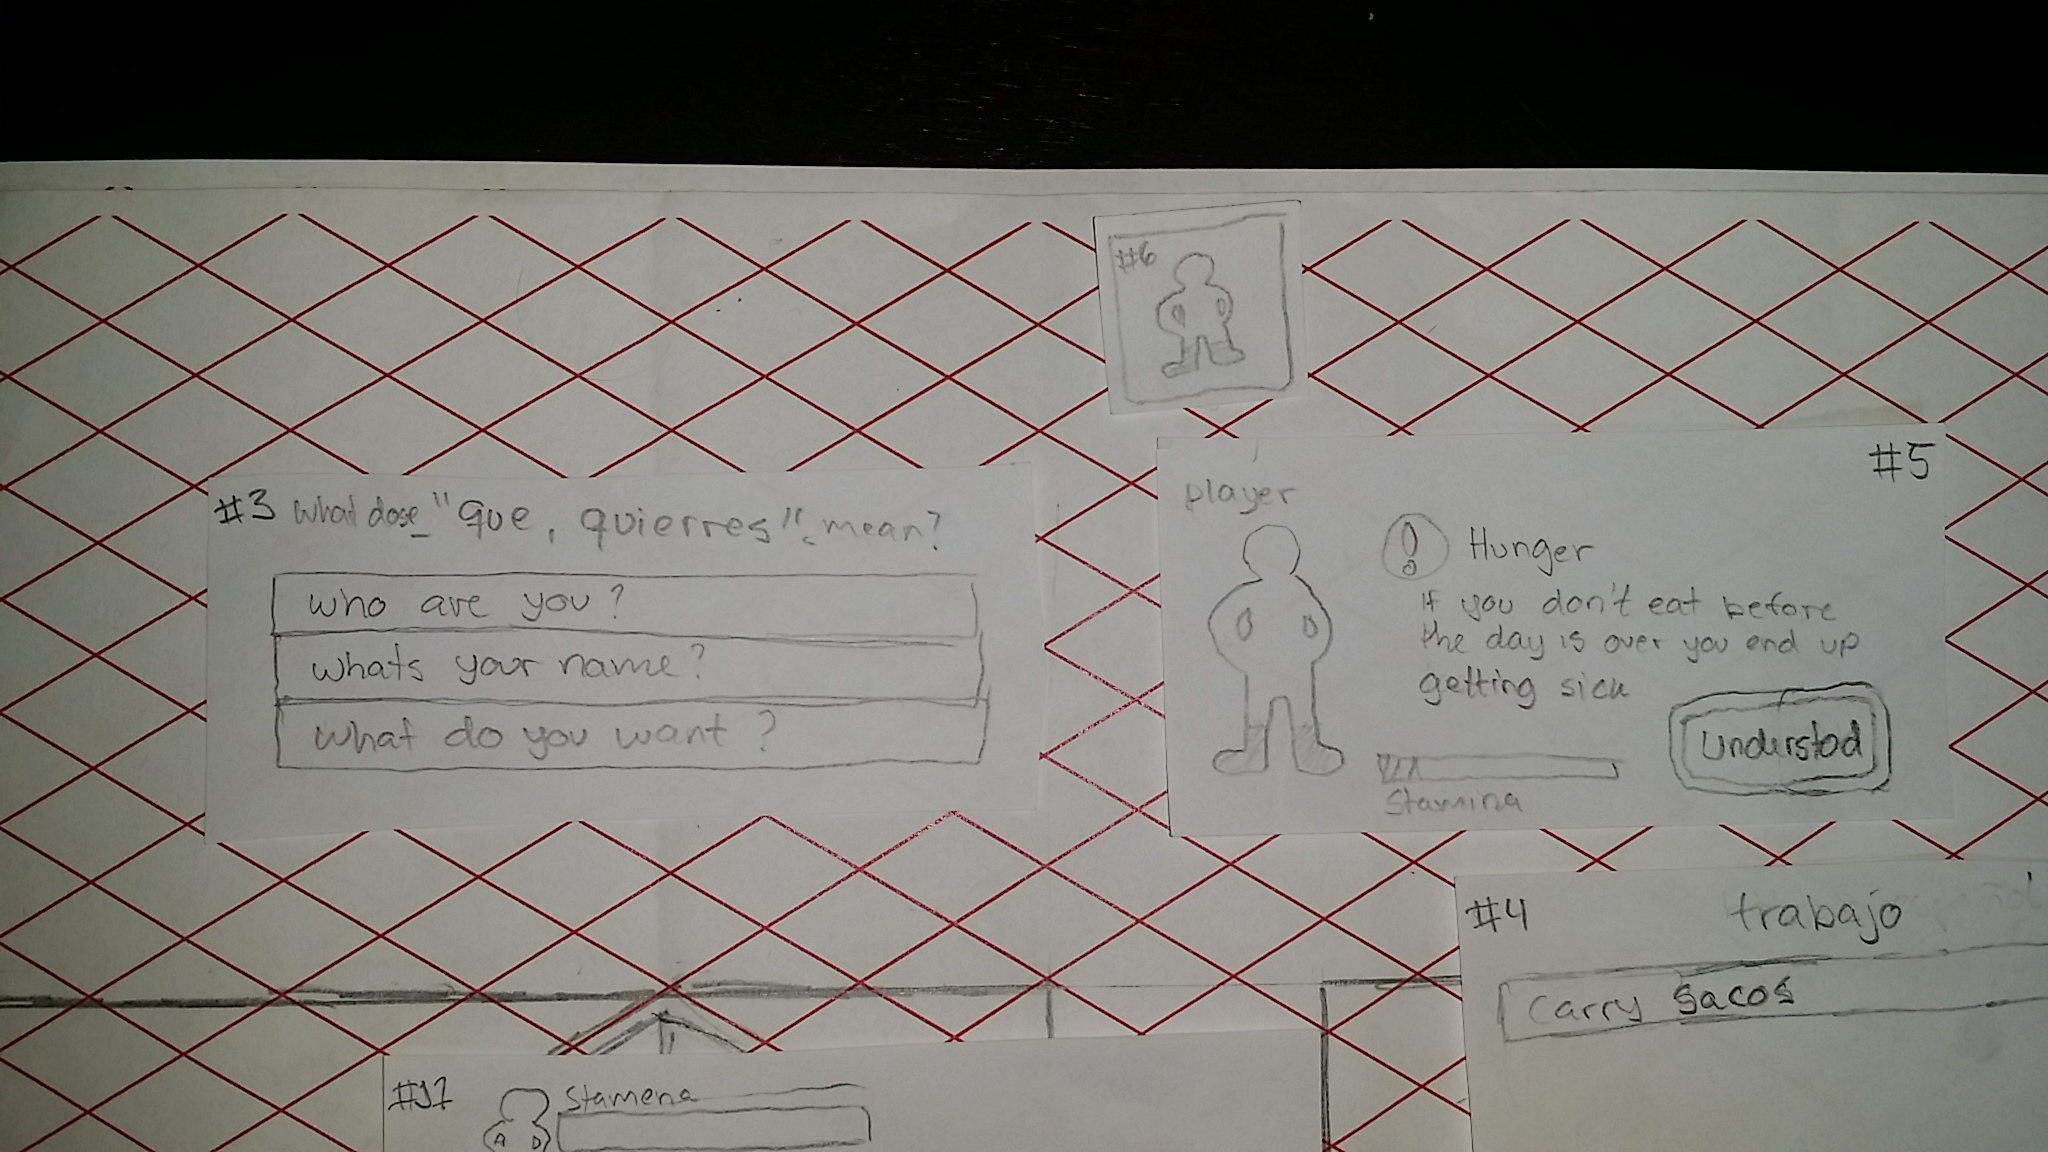 #6
#5
player
Hunger
If you don't eat before
the day is over you end up
getting sick
Understod
Stamina
#3 What dose "que, quierres" mean?
Who are you?
whats your name?
What do you want?
#4
trabajo
Carry sacos
#17
Stamena